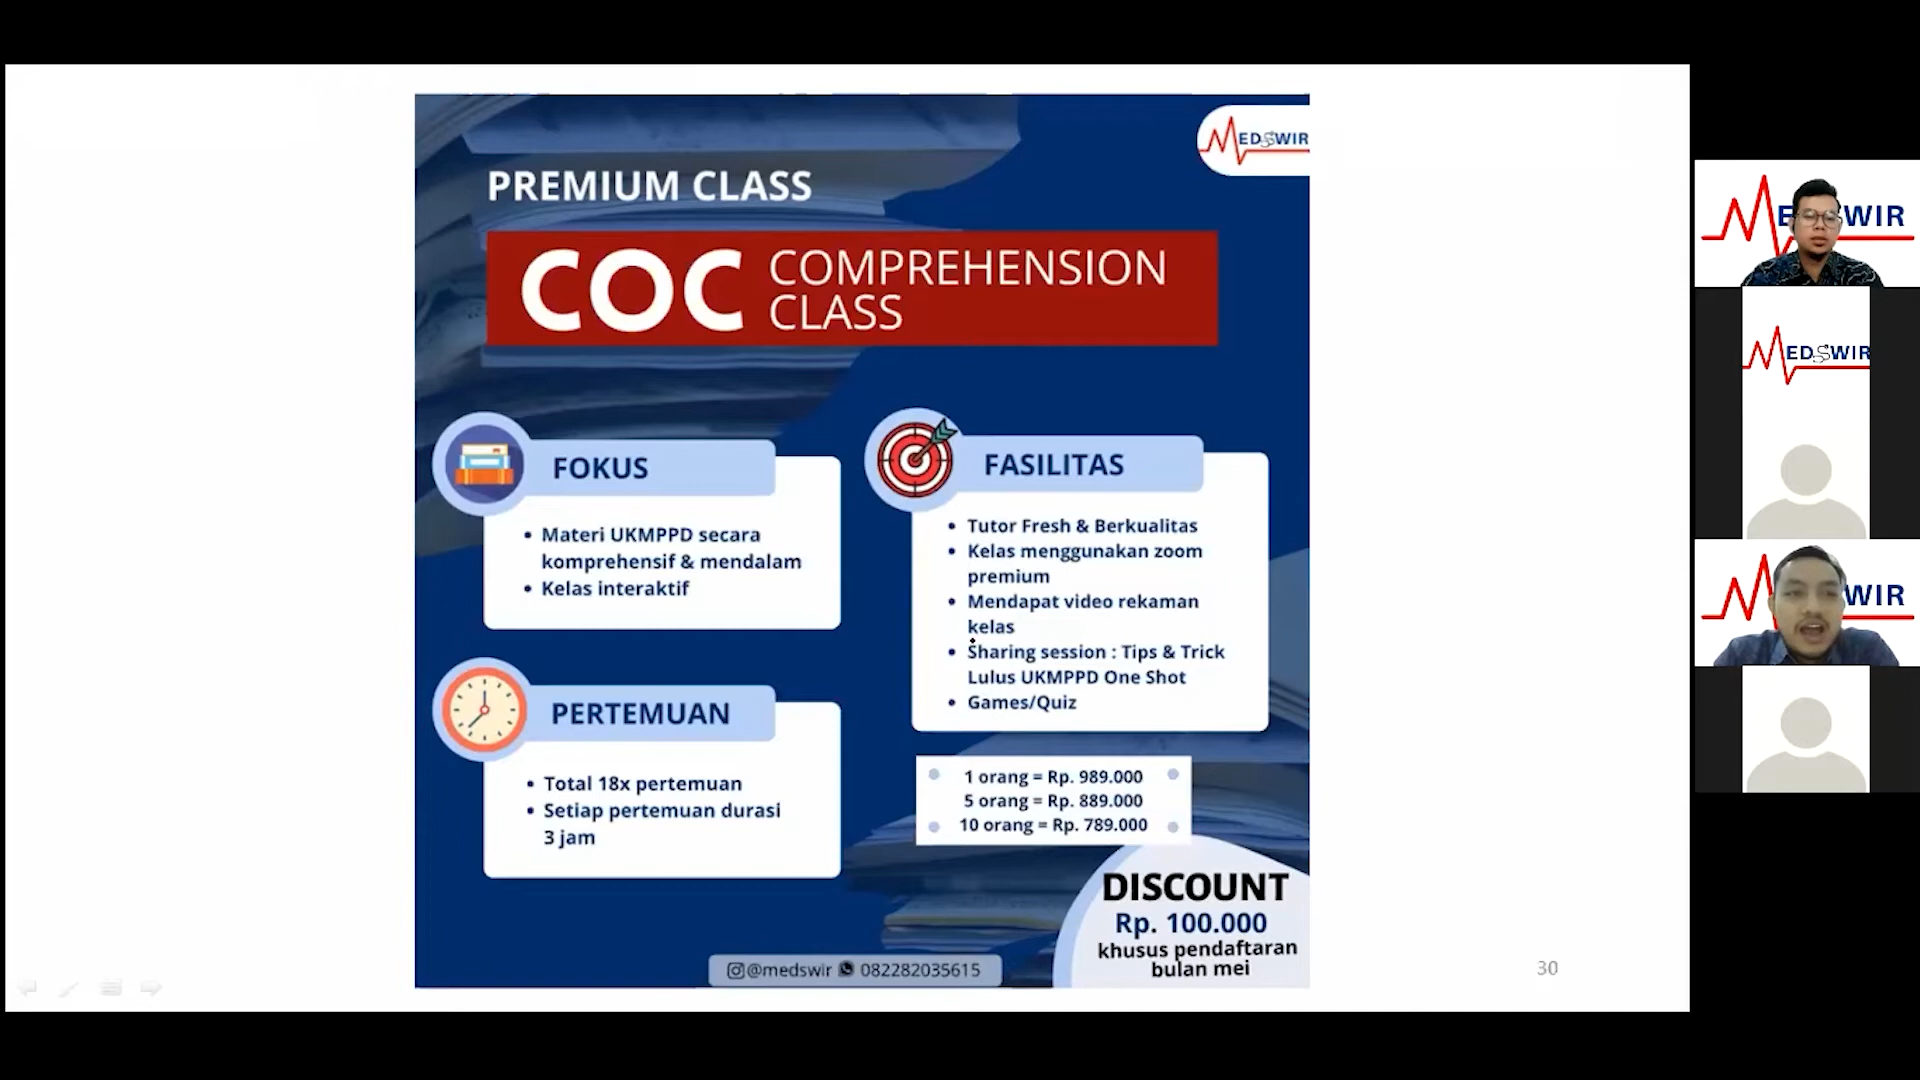 MEDSWIR
PREMIUM CLASS
COC COMPREHENSION
CLASS
FOKUS
• Materi UKMPPD secara
komprehensif & mendalam
• Kelas interaktif
PERTEMUAN
• Total 18x pertemuan
• Setiap pertemuan durasi
3 jam
FASILITAS
• Tutor Fresh & Berkualitas
• Kelas menggunakan zoom
premium
• Mendapat video rekaman
kelas
• Sharing session : Tips & Trick
Lulus UKMPPD One Shot
• Games/Quiz
1 orang = Rp. 989.000
5 orang = Rp. 889.000
10 orang = Rp. 789.000
DISCOUNT
Rp. 100.000
khusus pendaftaran
bulan mei
@medswir 082282035615
30
MEDSWIR
MEDSWIR
WIR